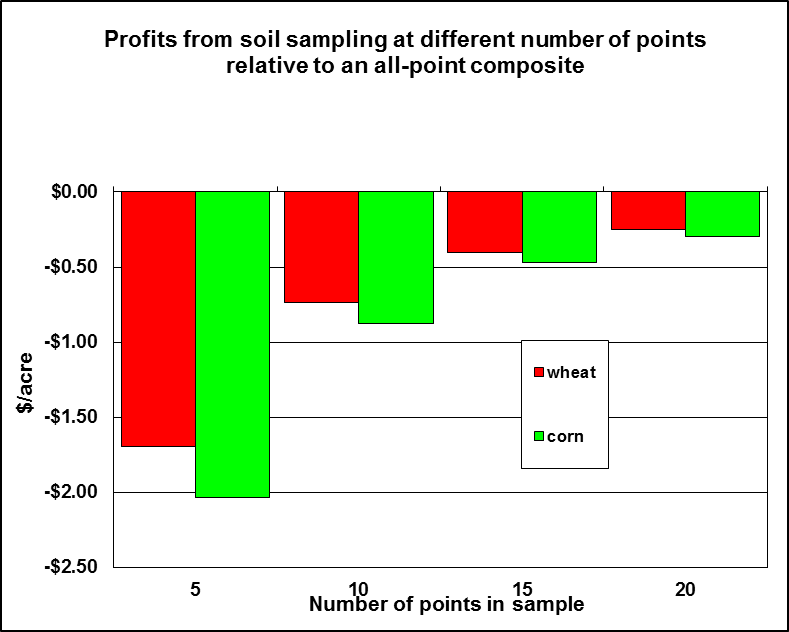 Profits from soil sampling at different number of points
relative to an all-point composite
$0.00
-$0.50
-$1.00
-$1.50
-$2.00
-$2.50
$/acre
wheat
corn
5 10 15 20
Number of points in sample